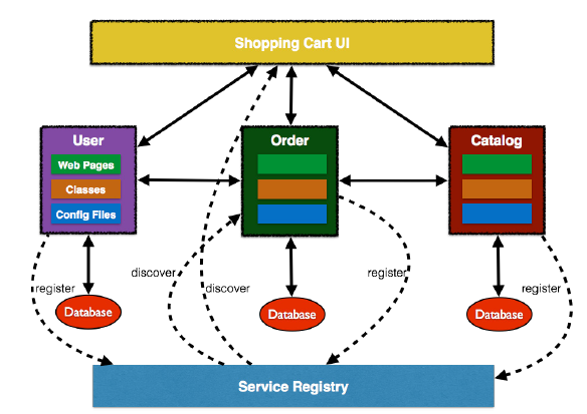 Shopping Cart UI
User
Order
Catalog
Web Pages
Classes
Config Files
discover
register
discover
register
register
Database
Database
Database
Service Registry